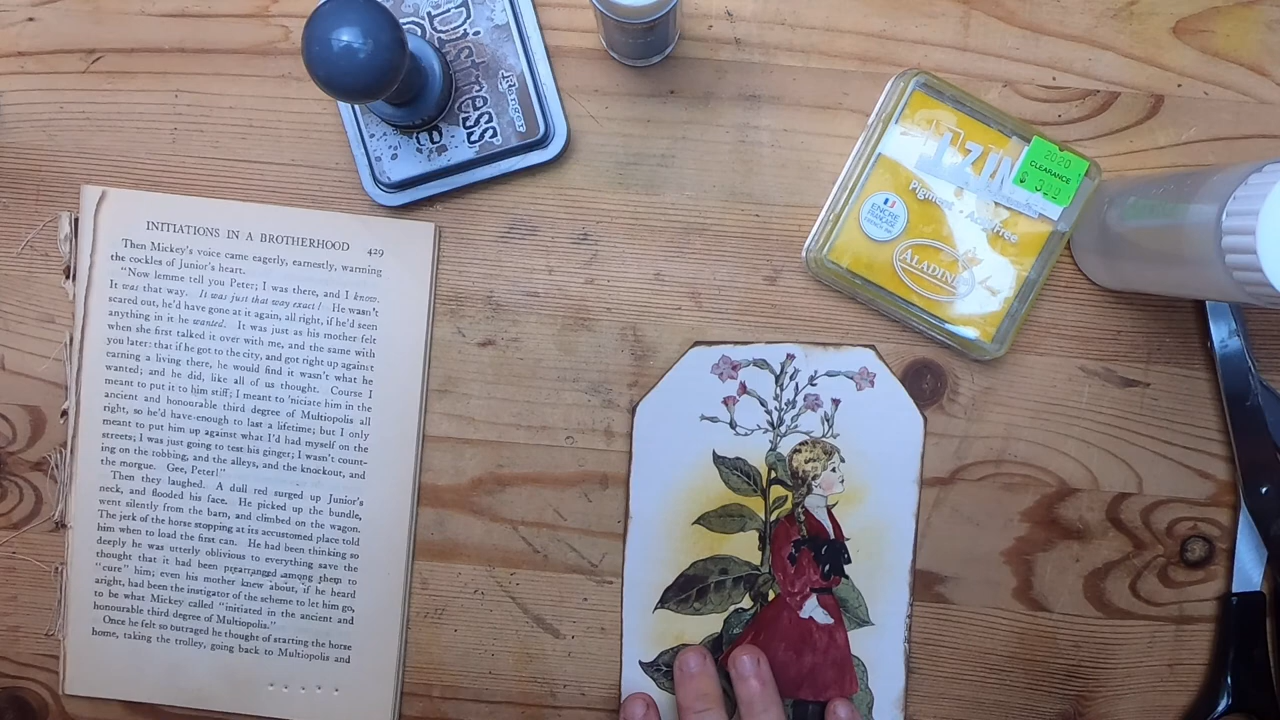 Distress
Ranger
IZIN
Pigment · Acid Free
ENCRE
FRANÇAISE
FRENCH INK
ALADINE
2020
CLEARANCE
$ 3.00
INITIATIONS IN A BROTHERHOOD 429
Then Mickey's voice came eagerly, earnestly, warming
the cockles of Junior's heart.
"Now lemme tell you Peter; I was there, and I know.
It was that way. It was just that way exact! He wasn't
scared out, he'd have gone at it again, all right, if he'd seen
anything in it he wanted. It was just as his mother felt
when she first talked it over with me, and the same with
you later: that if he got to the city, and got right up against
earning a living there, he would find it wasn't what he
wanted; and he did, like all of us thought. Course I
meant to put it to him stiff; I meant to 'niciate him in the
ancient and honourable third degree of Multiopolis all
right, so he'd have enough to last a lifetime; but I only
meant to put him up against what I'd had myself on the
streets; I was just going to test his ginger; I wasn't count-
ing on the robbing, and the alleys, and the knockout, and
the morgue. Gee, Peter!"
Then they laughed. A dull red surged up Junior's
neck, and flooded his face. He picked up the bundle,
went silently from the barn, and climbed on the wagon.
The jerk of the horse stopping at its accustomed place told
him when to load the first can. He had been thinking so
deeply he was utterly oblivious to everything save the
thought that it had been prearranged among them to
"cure" him; even his mother knew about, if he heard
aright, had been the instigator of the scheme to let him go,
to be what Mickey called "initiated in the ancient and
honourable third degree of Multiopolis."
Once he felt so outraged he thought of starting the horse
home, taking the trolley, going back to Multiopolis and